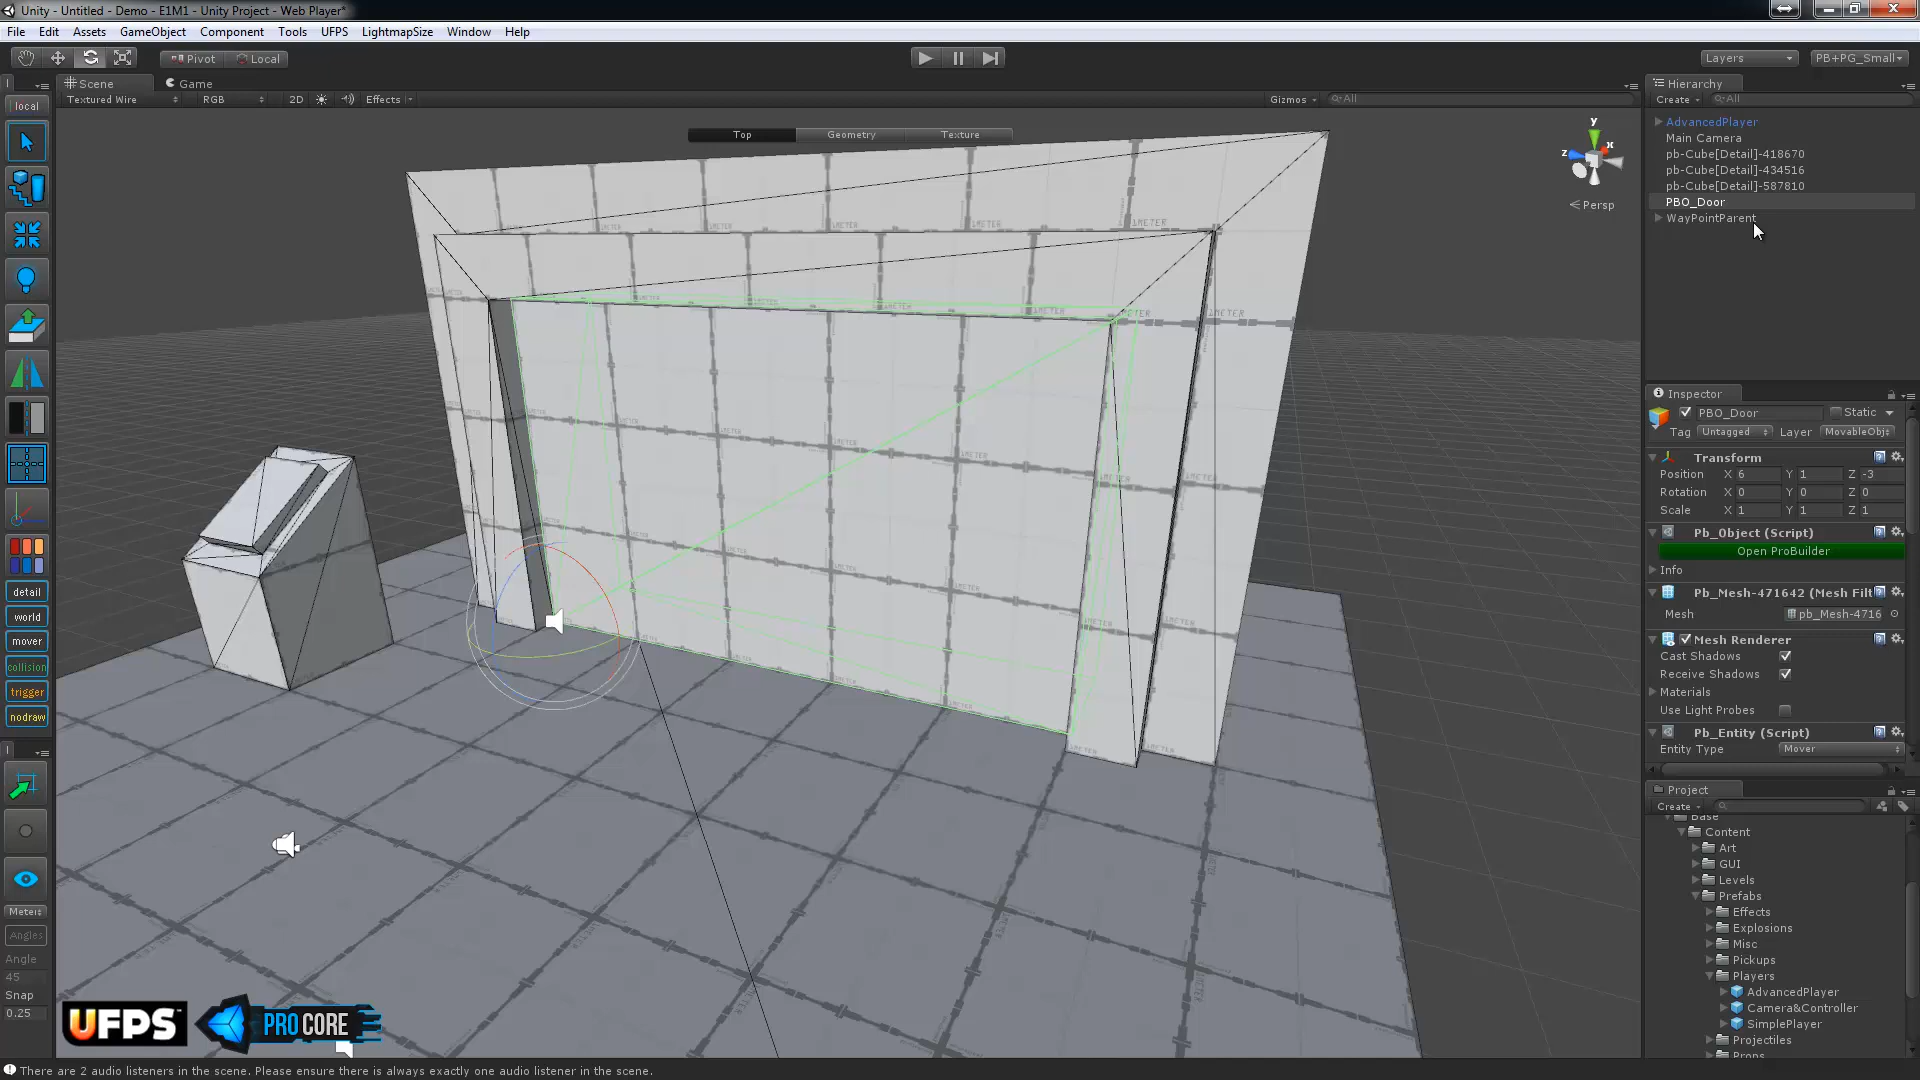 Unity - Untitled - Demo - E1M1 - Unity Project - Web Player*
File Edit Assets GameObject Component Tools UFPS LightmapSize Window Help
Pivot Local Layers PB+PG_Small
Scene Game
Textured Wire RGB 2D Effects Gizmos All
Top Geometry Texture
local
y
x
z
Persp
1METER
detail
world
mover
collision
trigger
nodraw
Angles
Angle
45
Snap
0.25
UFPS PROCORE
Hierarchy
Create All
AdvancedPlayer
Main Camera
pb-Cube[Detail]-418670
pb-Cube[Detail]-434516
pb-Cube[Detail]-587810
PBO_Door
WayPointParent
Inspector
PBO_Door Static
Tag Untagged Layer MovableObj
Transform
Position X 6 Y 1 Z -3
Rotation X 0 Y 0 Z 0
Scale X 1 Y 1 Z 1
Pb_Object (Script)
Open ProBuilder
Info
Pb_Mesh-471642 (Mesh Filt
Mesh pb_Mesh-4716
Mesh Renderer
Cast Shadows
Receive Shadows
Materials
Use Light Probes
Pb_Entity (Script)
Entity Type Mover
Project
Create
Base
Content
Art
GUI
Levels
Prefabs
Effects
Explosions
Misc
Pickups
Players
AdvancedPlayer
Camera&Controller
SimplePlayer
Projectiles
Props
There are 2 audio listeners in the scene. Please ensure there is always exactly one audio listener in the scene.